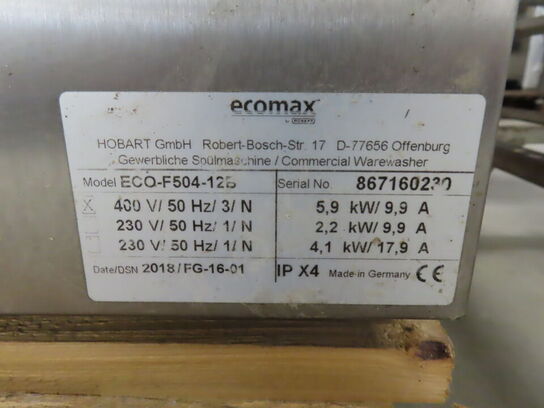 ecomax
by HOBART
HOBART GmbH Robert-Bosch-Str. 17 D-77656 Offenburg
Gewerbliche Spülmaschine / Commercial Warewasher
Model ECO-F504-12B Serial No. 867160230
400 V/ 50 Hz/ 3/ N 5,9 kW/ 9,9 A
230 V/ 50 Hz/ 1/ N 2,2 kW/ 9,9 A
230 V/ 50 Hz/ 1/ N 4,1 kW/ 17,9 A
Date/DSN 2018/FG-16-01 IP X4 Made in Germany CE